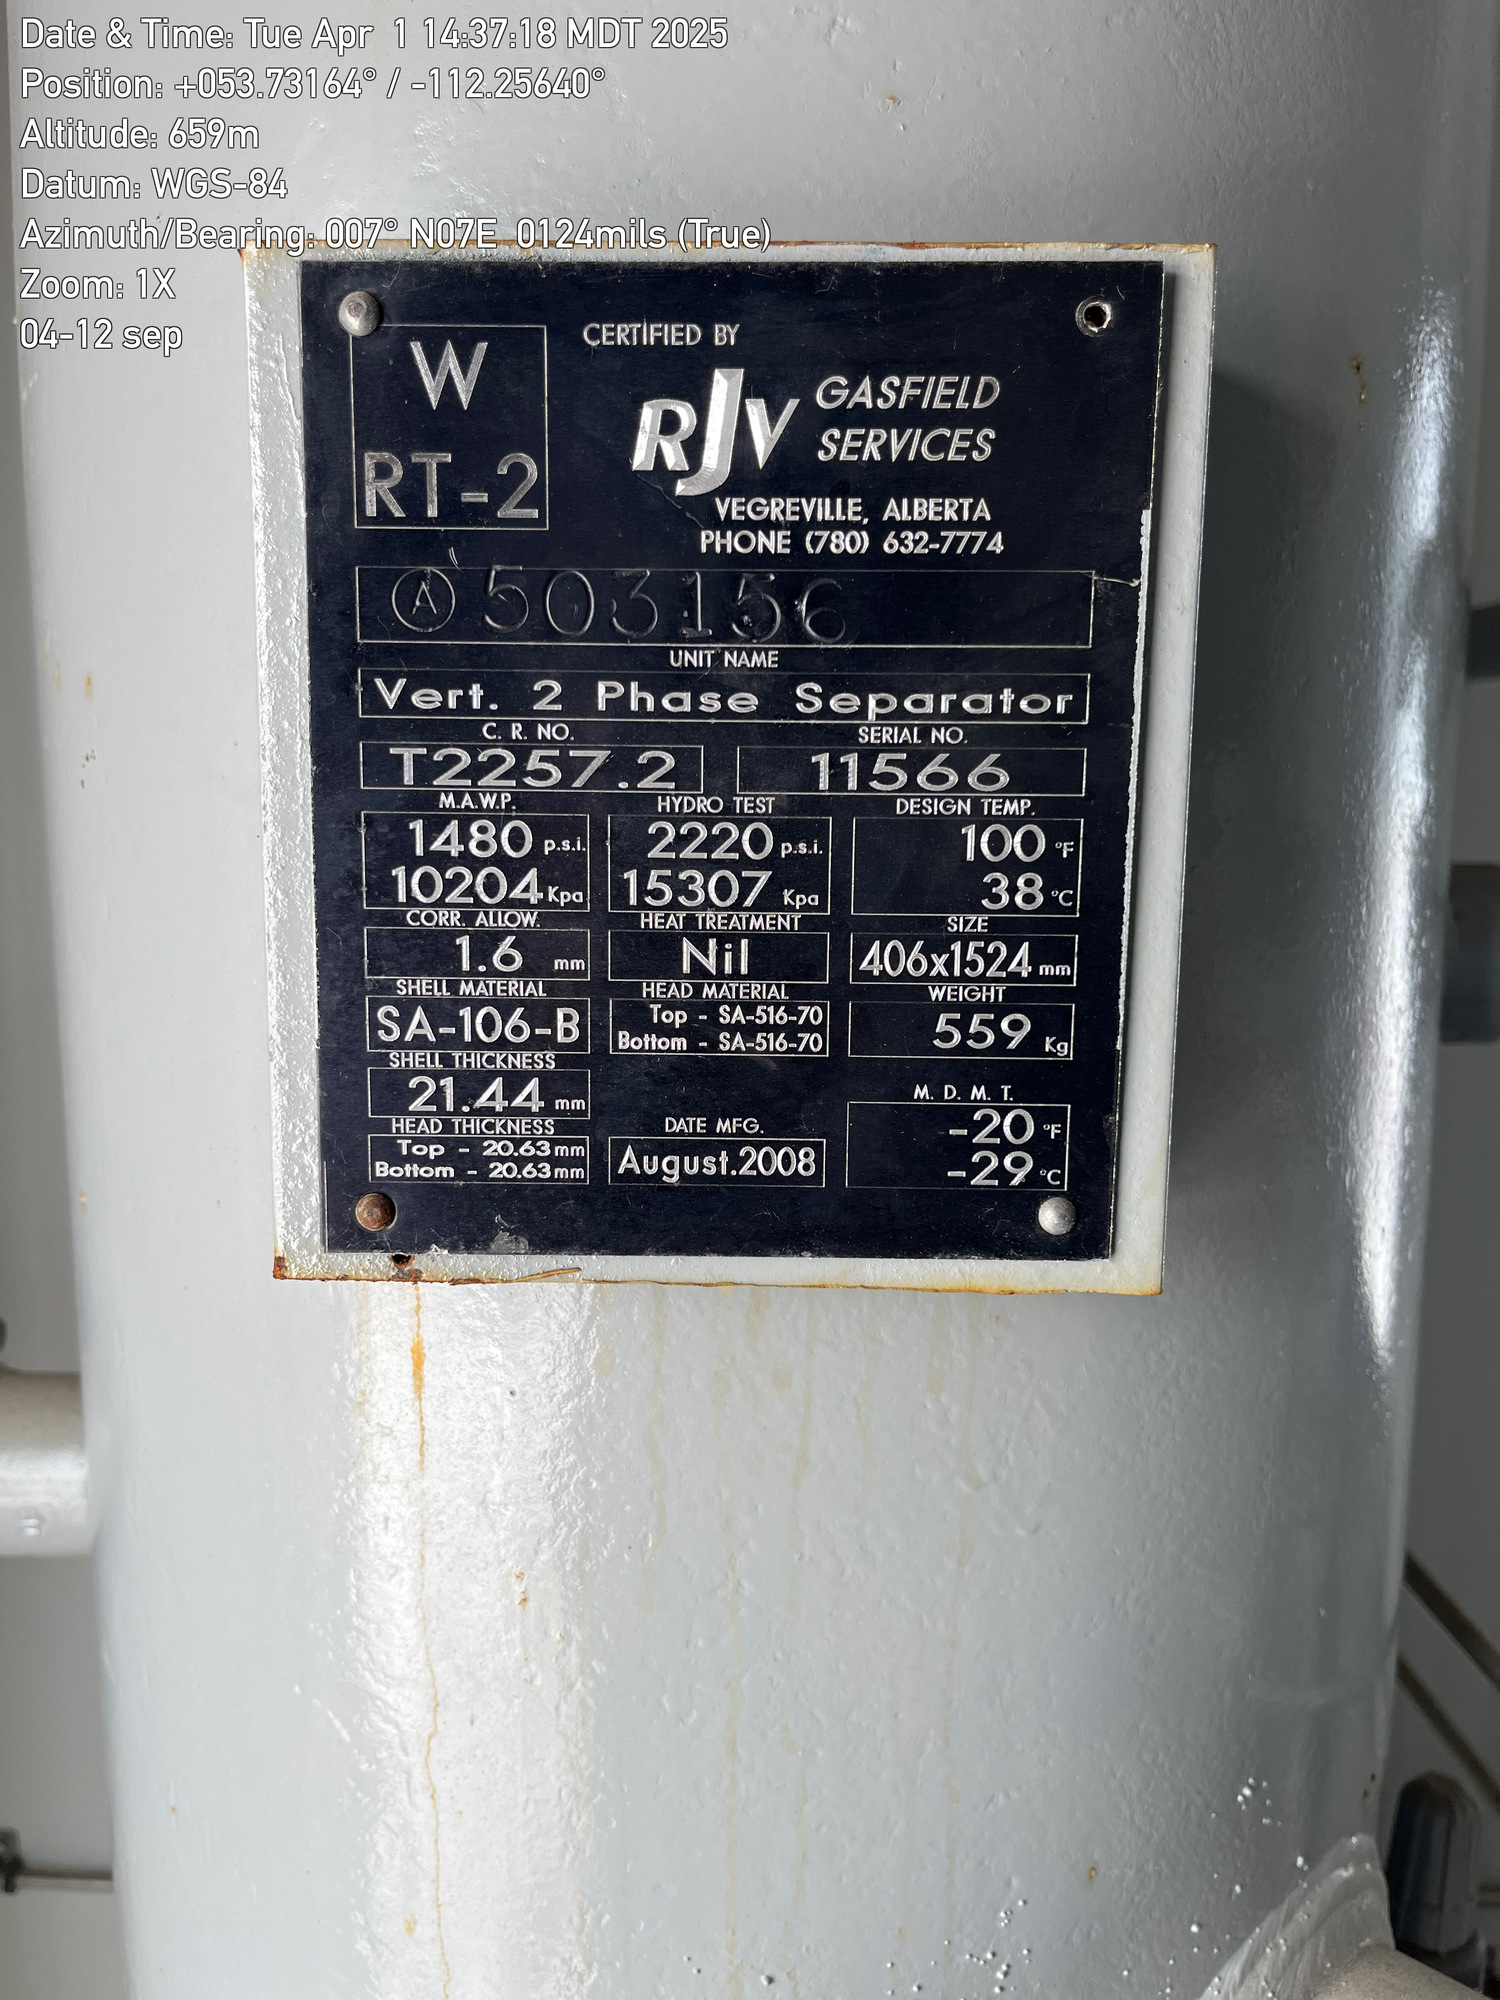 Date & Time: Tue Apr 1 14:37:18 MDT 2025
Position: +053.73164° / -112.25640°
Altitude: 659m
Datum: WGS-84
Azimuth/Bearing: 007° N07E 0124mils (True)
Zoom: 1X
04-12 sep
W
RT-2
CERTIFIED BY
RJV GASFIELD SERVICES
VEGREVILLE, ALBERTA
PHONE (780) 632-7774
Ⓐ 503156
UNIT NAME
Vert. 2 Phase Separator
C. R. NO. SERIAL NO.
T2257.2 11566
M.A.W.P. HYDRO TEST DESIGN TEMP.
1480 p.s.i. 2220 p.s.i. 100 °F
10204 Kpa 15307 Kpa 38 °C
CORR. ALLOW. HEAT TREATMENT SIZE
1.6 mm Nil 406x1524 mm
SHELL MATERIAL HEAD MATERIAL WEIGHT
SA-106-B Top - SA-516-70 559 Kg
Bottom - SA-516-70
SHELL THICKNESS
21.44 mm M. D. M. T.
HEAD THICKNESS DATE MFG. -20 °F
Top - 20.63 mm August.2008 -29 °C
Bottom - 20.63 mm